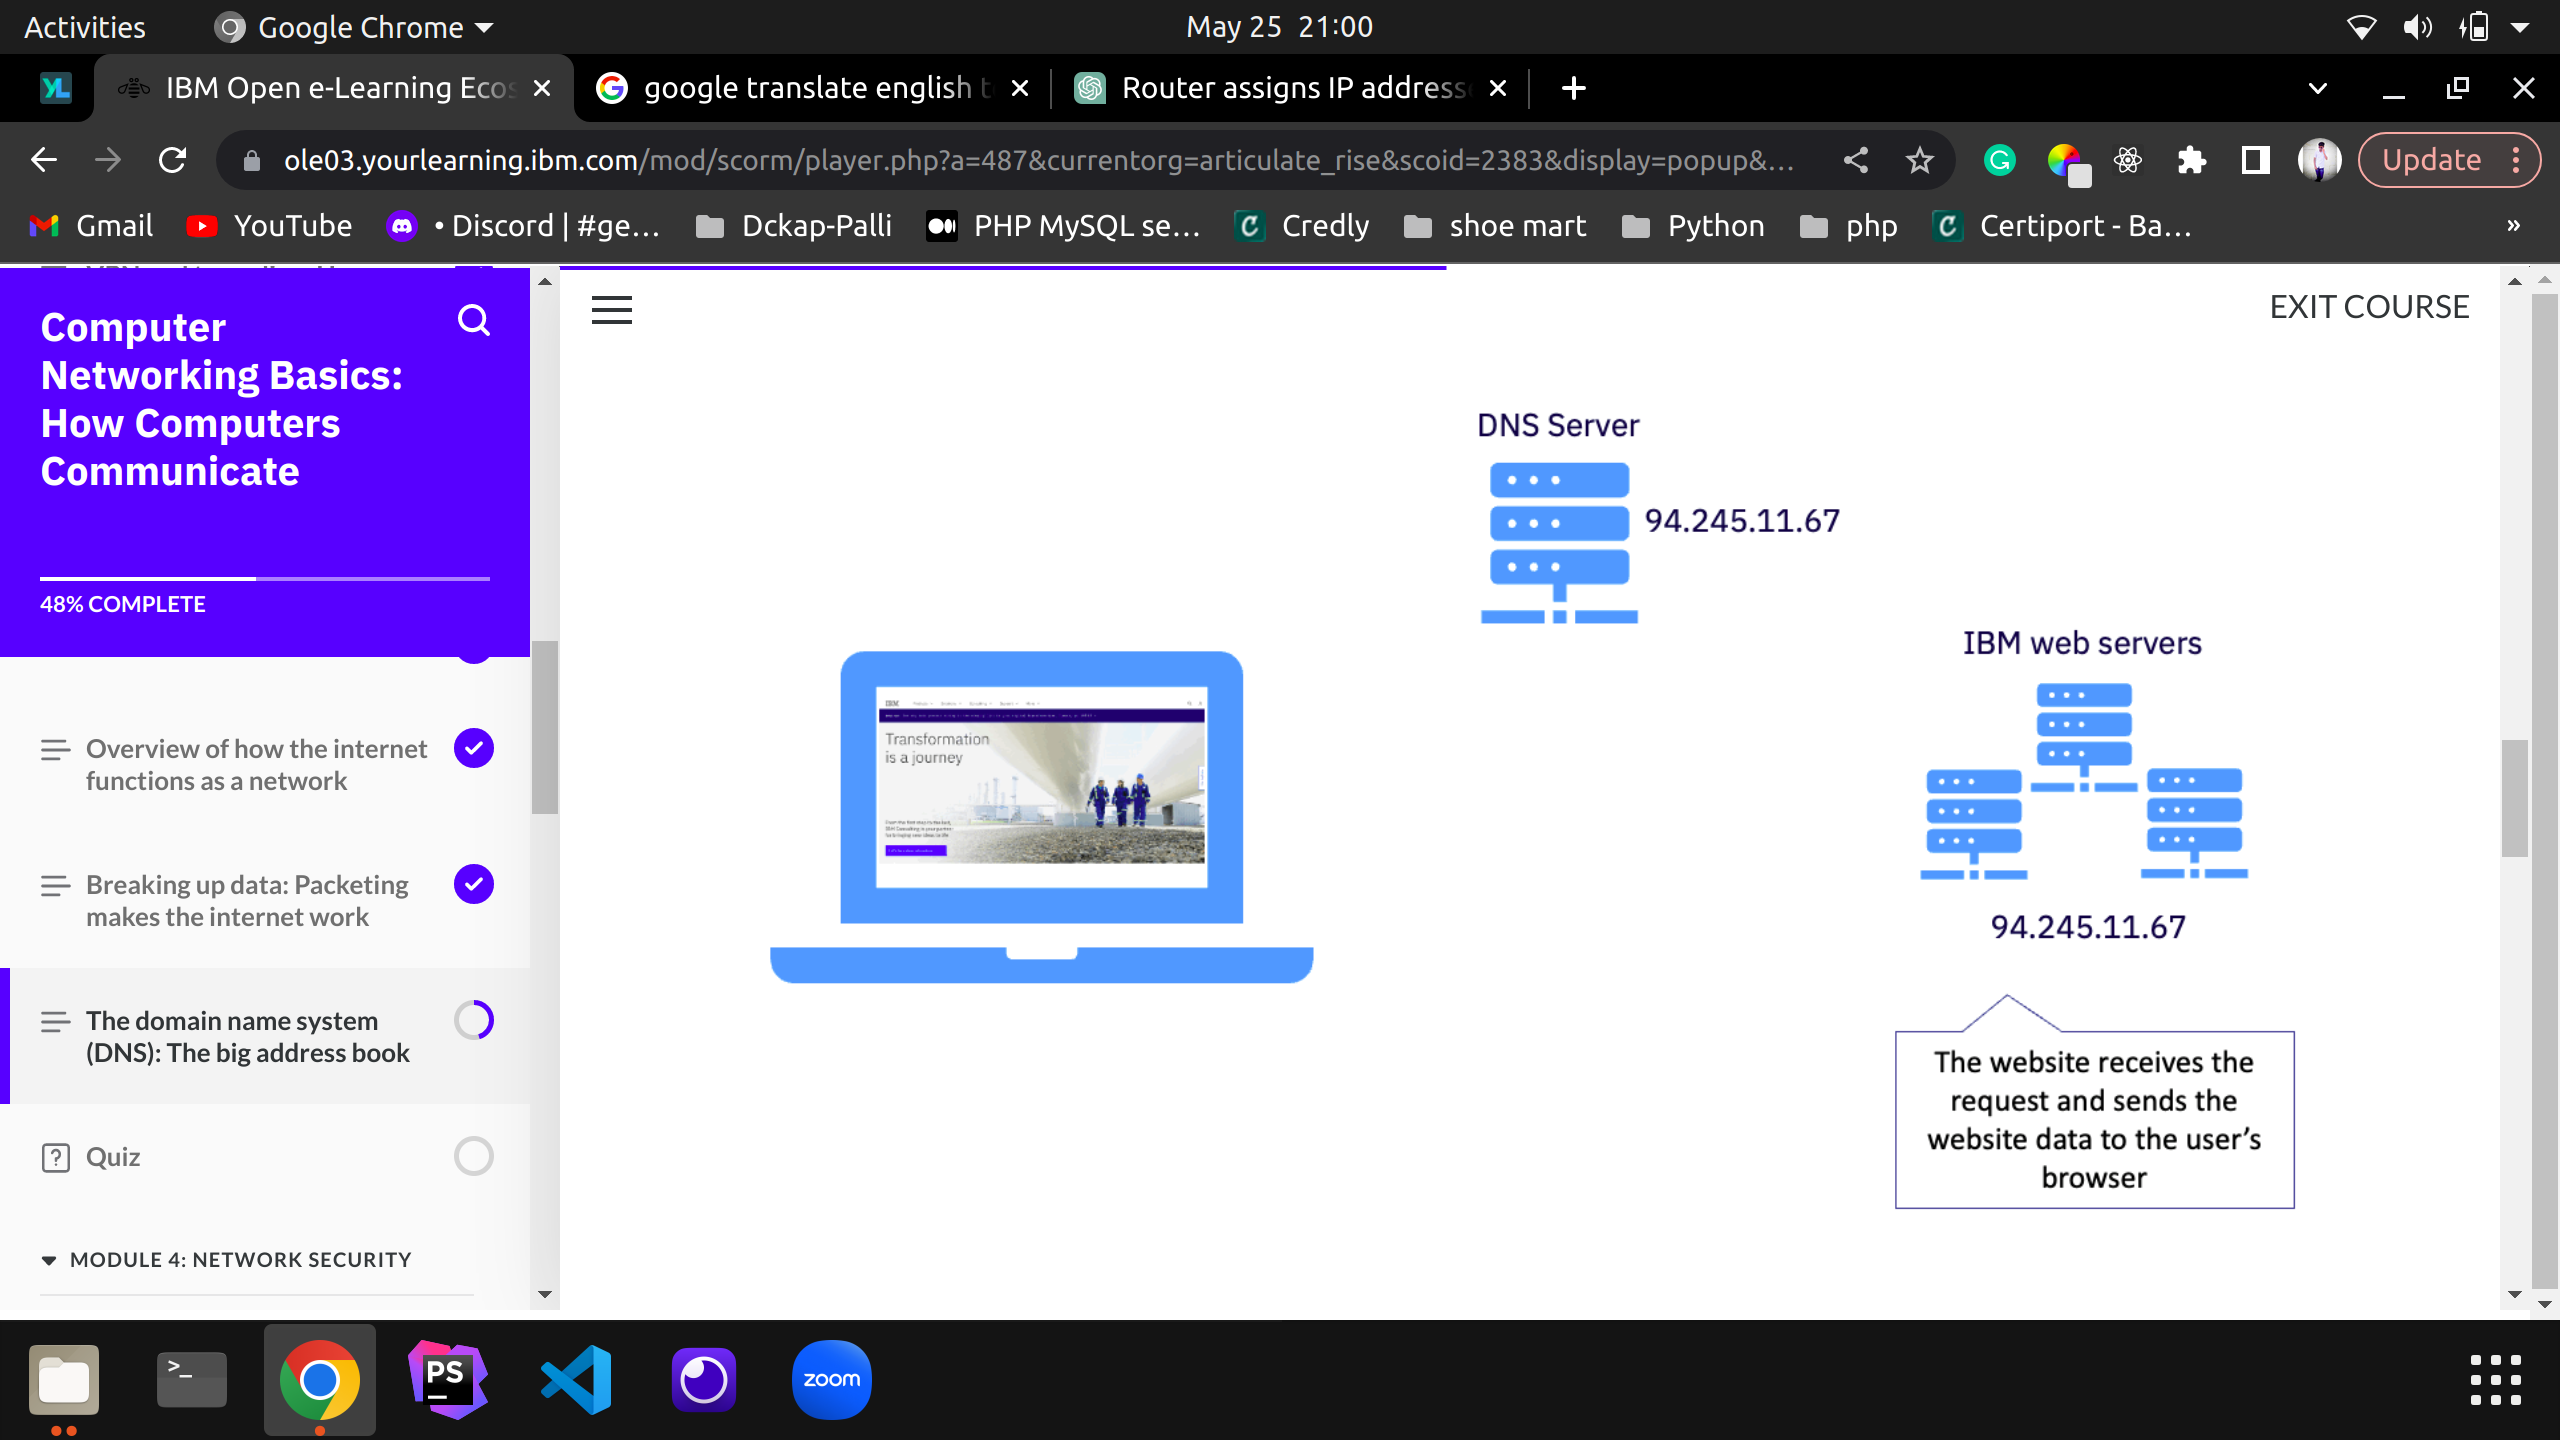 Activities
Google Chrome
May 25 21:00
IBM Open e-Learning Ecos
google translate english t
Router assigns IP addresse
ole03.yourlearning.ibm.com/mod/scorm/player.php?a=487&currentorg=articulate_rise&scoid=2383&display=popup&...
Update
Gmail
YouTube
• Discord | #ge...
Dckap-Palli
PHP MySQL se...
Credly
shoe mart
Python
php
Certiport - Ba...
»
Computer
Networking Basics:
How Computers
Communicate
48% COMPLETE
Overview of how the internet
functions as a network
Breaking up data: Packeting
makes the internet work
The domain name system
(DNS): The big address book
Quiz
MODULE 4: NETWORK SECURITY
EXIT COURSE
DNS Server
94.245.11.67
IBM web servers
94.245.11.67
IBM
Transformation
is a journey
The website receives the
request and sends the
website data to the user's
browser
PS
zoom